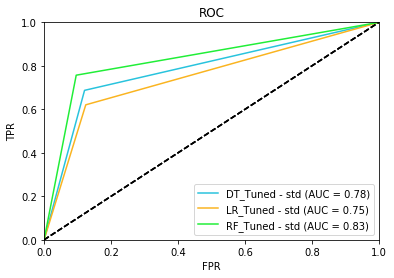 ROC
1.0
0.8
0.6
0.4
0.2
0.0
TPR
DT_Tuned - std (AUC = 0.78)
LR_Tuned - std (AUC = 0.75)
RF_Tuned - std (AUC = 0.83)
0.0 0.2 0.4 0.6 0.8 1.0
FPR